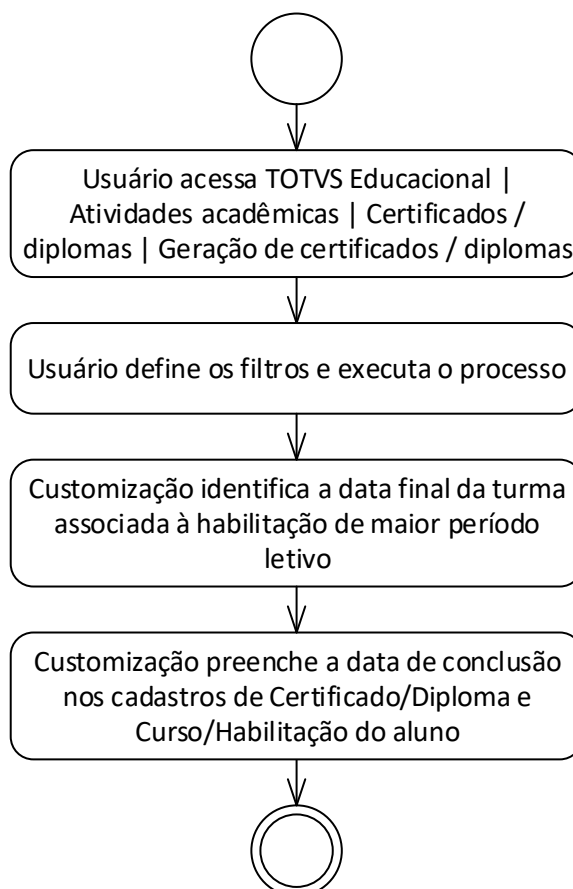 Usuário acessa TOTVS Educacional |
Atividades acadêmicas | Certificados /
diplomas | Geração de certificados / diplomas
Usuário define os filtros e executa o processo
Customização identifica a data final da turma
associada à habilitação de maior período
letivo
Customização preenche a data de conclusão
nos cadastros de Certificado/Diploma e
Curso/Habilitação do aluno